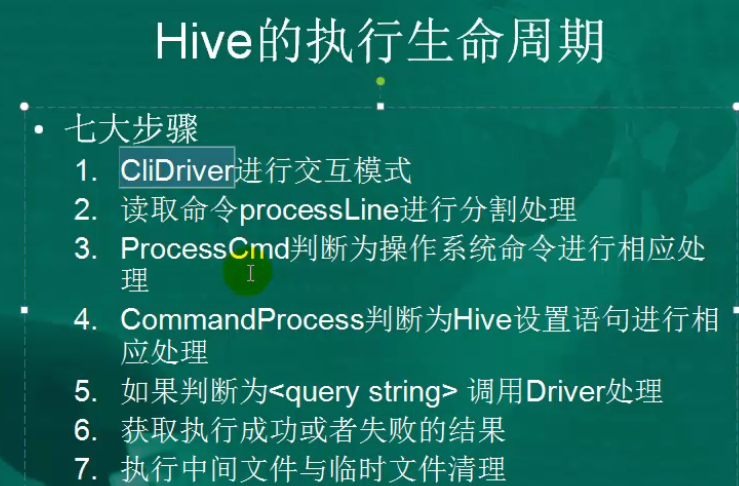 Hive的执行生命周期
• 七大步骤
1. CliDriver进行交互模式
2. 读取命令processLine进行分割处理
3. ProcessCmd判断为操作系统命令进行相应处
理
4. CommandProcess判断为Hive设置语句进行相
应处理
5. 如果判断为<query string> 调用Driver处理
6. 获取执行成功或者失败的结果
7. 执行中间文件与临时文件清理